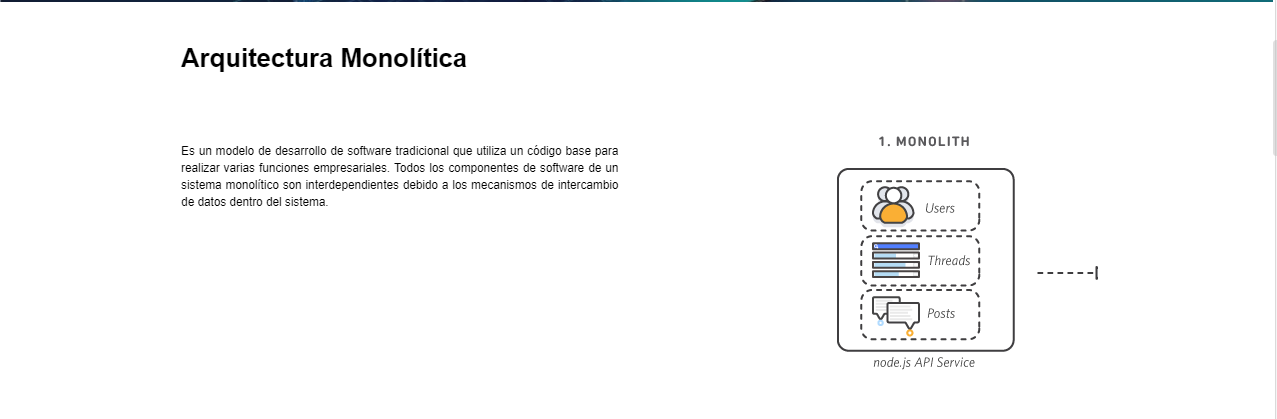 Arquitectura Monolítica
Es un modelo de desarrollo de software tradicional que utiliza un código base para
realizar varias funciones empresariales. Todos los componentes de software de un
sistema monolítico son interdependientes debido a los mecanismos de intercambio
de datos dentro del sistema.
1. MONOLITH
Users
Threads
Posts
node.js API Service